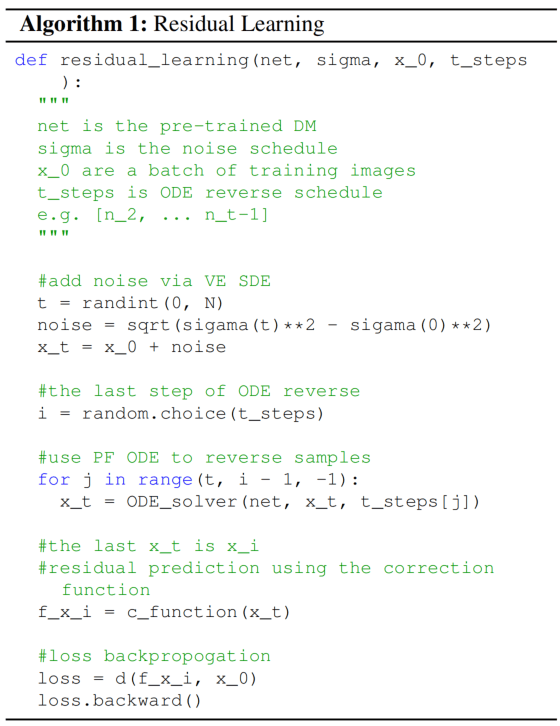 Algorithm 1: Residual Learning
def residual_learning(net, sigma, x_0, t_steps
):
"""
net is the pre-trained DM
sigma is the noise schedule
x_0 are a batch of training images
t_steps is ODE reverse schedule
e.g. [n_2, ... n_t-1]
"""
#add noise via VE SDE
t = randint(0, N)
noise = sqrt(sigama(t)**2 - sigama(0)**2)
x_t = x_0 + noise
#the last step of ODE reverse
i = random.choice(t_steps)
#use PF ODE to reverse samples
for j in range(t, i - 1, -1):
x_t = ODE_solver(net, x_t, t_steps[j])
#the last x_t is x_i
#residual prediction using the correction
function
f_x_i = c_function(x_t)
#loss backpropogation
loss = d(f_x_i, x_0)
loss.backward()